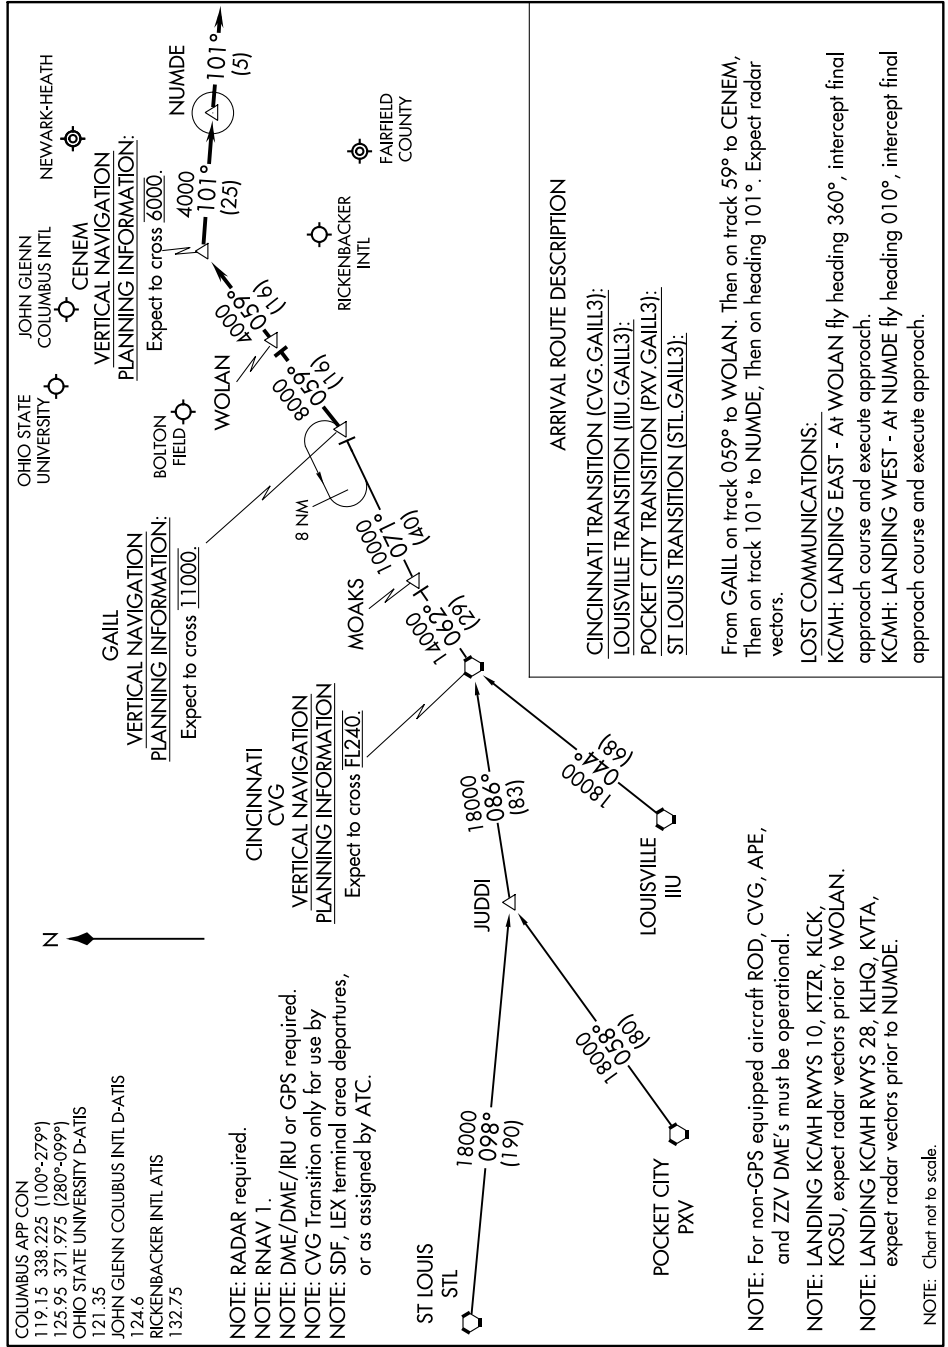 COLUMBUS APP CON
119.15 338.225 (100°-279°)
125.95 371.975 (280°-099°)
OHIO STATE UNIVERSITY D-ATIS
121.35
JOHN GLENN COLUBUS INTL D-ATIS
124.6
RICKENBACKER INTL ATIS
132.75
N
OHIO STATE
UNIVERSITY
JOHN GLENN
COLUMBUS INTL
NEWARK-HEATH
BOLTON
FIELD
RICKENBACKER
INTL
FAIRFIELD
COUNTY
NOTE: RADAR required.
NOTE: RNAV 1.
NOTE: DME/DME/IRU or GPS required.
NOTE: CVG Transition only for use by
NOTE: SDF, LEX terminal area departures,
or as assigned by ATC.
ST LOUIS
STL
18000
098°
(190)
POCKET CITY
PXV
18000
058°
(80)
JUDDI
18000
086°
(83)
LOUISVILLE
IIU
18000
044°
(68)
CINCINNATI
CVG
VERTICAL NAVIGATION
PLANNING INFORMATION
Expect to cross FL240.
14000
062°
(29)
MOAKS
10000
071°
(40)
8 NM
GAILL
VERTICAL NAVIGATION
PLANNING INFORMATION:
Expect to cross 11000.
8000
059°
(16)
WOLAN
4000
059°
(16)
CENEM
VERTICAL NAVIGATION
PLANNING INFORMATION:
Expect to cross 6000.
4000
101°
(25)
NUMDE
101°
(5)
NOTE: For non-GPS equipped aircraft ROD, CVG, APE,
and ZZV DME's must be operational.
NOTE: LANDING KCMH RWYS 10, KTZR, KLCK,
KOSU, expect radar vectors prior to WOLAN.
NOTE: LANDING KCMH RWYS 28, KLHQ, KVTA,
expect radar vectors prior to NUMDE.
NOTE: Chart not to scale.
ARRIVAL ROUTE DESCRIPTION
CINCINNATI TRANSITION (CVG.GAILL3):
LOUISVILLE TRANSITION (IIU.GAILL3):
POCKET CITY TRANSITION (PXV.GAILL3):
ST LOUIS TRANSITION (STL.GAILL3):
From GAILL on track 059° to WOLAN. Then on track 59° to CENEM,
Then on track 101° to NUMDE, Then on heading 101°. Expect radar
vectors.
LOST COMMUNICATIONS:
KCMH: LANDING EAST - At WOLAN fly heading 360°, intercept final
approach course and execute approach.
KCMH: LANDING WEST - At NUMDE fly heading 010°, intercept final
approach course and execute approach.